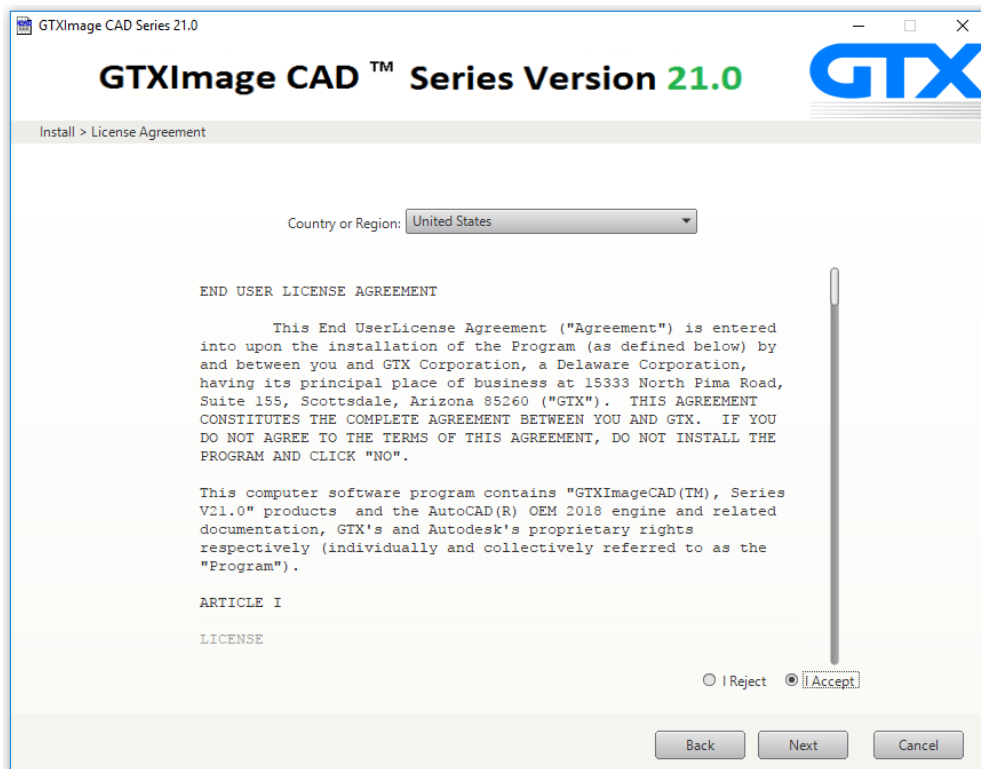 GTXImage CAD Series 21.0
GTXImage CAD ™ Series Version 21.0
GTX
Install > License Agreement
Country or Region: United States
END USER LICENSE AGREEMENT
This End UserLicense Agreement ("Agreement") is entered
into upon the installation of the Program (as defined below) by
and between you and GTX Corporation, a Delaware Corporation,
having its principal place of business at 15333 North Pima Road,
Suite 155, Scottsdale, Arizona 85260 ("GTX"). THIS AGREEMENT
CONSTITUTES THE COMPLETE AGREEMENT BETWEEN YOU AND GTX. IF YOU
DO NOT AGREE TO THE TERMS OF THIS AGREEMENT, DO NOT INSTALL THE
PROGRAM AND CLICK "NO".
This computer software program contains "GTXImageCAD(TM), Series
V21.0" products and the AutoCAD(R) OEM 2018 engine and related
documentation, GTX's and Autodesk's proprietary rights
respectively (individually and collectively referred to as the
"Program").
ARTICLE I
LICENSE
I Reject I Accept
Back Next Cancel